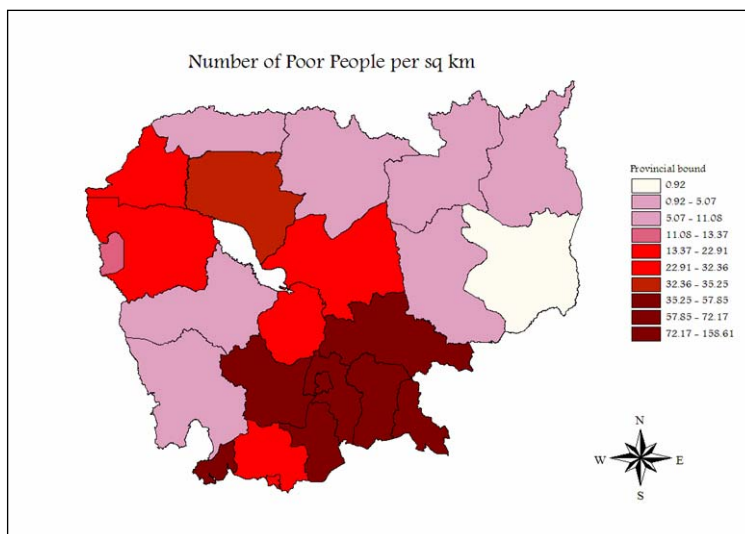 Number of Poor People per sq km
Provincial bound
0.92
0.92 - 5.07
5.07 - 11.08
11.08 - 13.37
13.37 - 22.91
22.91 - 32.36
32.36 - 35.25
35.25 - 57.85
57.85 - 72.17
72.17 - 158.61
N
W E
S